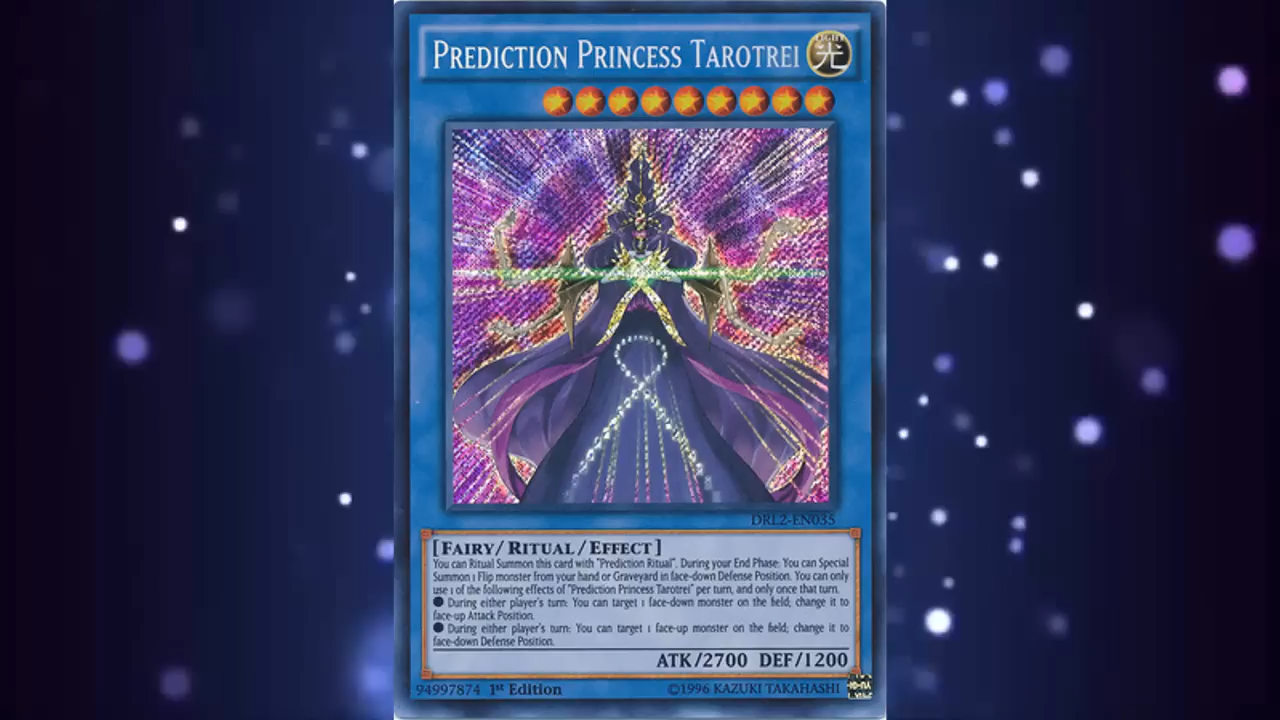 PREDICTION PRINCESS TAROTREI
LIGHT
光
DRL2-EN035
[FAIRY/RITUAL/EFFECT]
You can Ritual Summon this card with "Prediction Ritual". During your End Phase: You can Special
Summon 1 Flip monster from your hand or Graveyard in face-down Defense Position. You can only
use 1 of the following effects of "Prediction Princess Tarotrei" per turn, and only once that turn.
● During either player's turn: You can target 1 face-down monster on the field; change it to
face-up Attack Position.
● During either player's turn: You can target 1 face-up monster on the field; change it to
face-down Defense Position.
ATK/2700 DEF/1200
94997874 1st Edition ©1996 KAZUKI TAKAHASHI